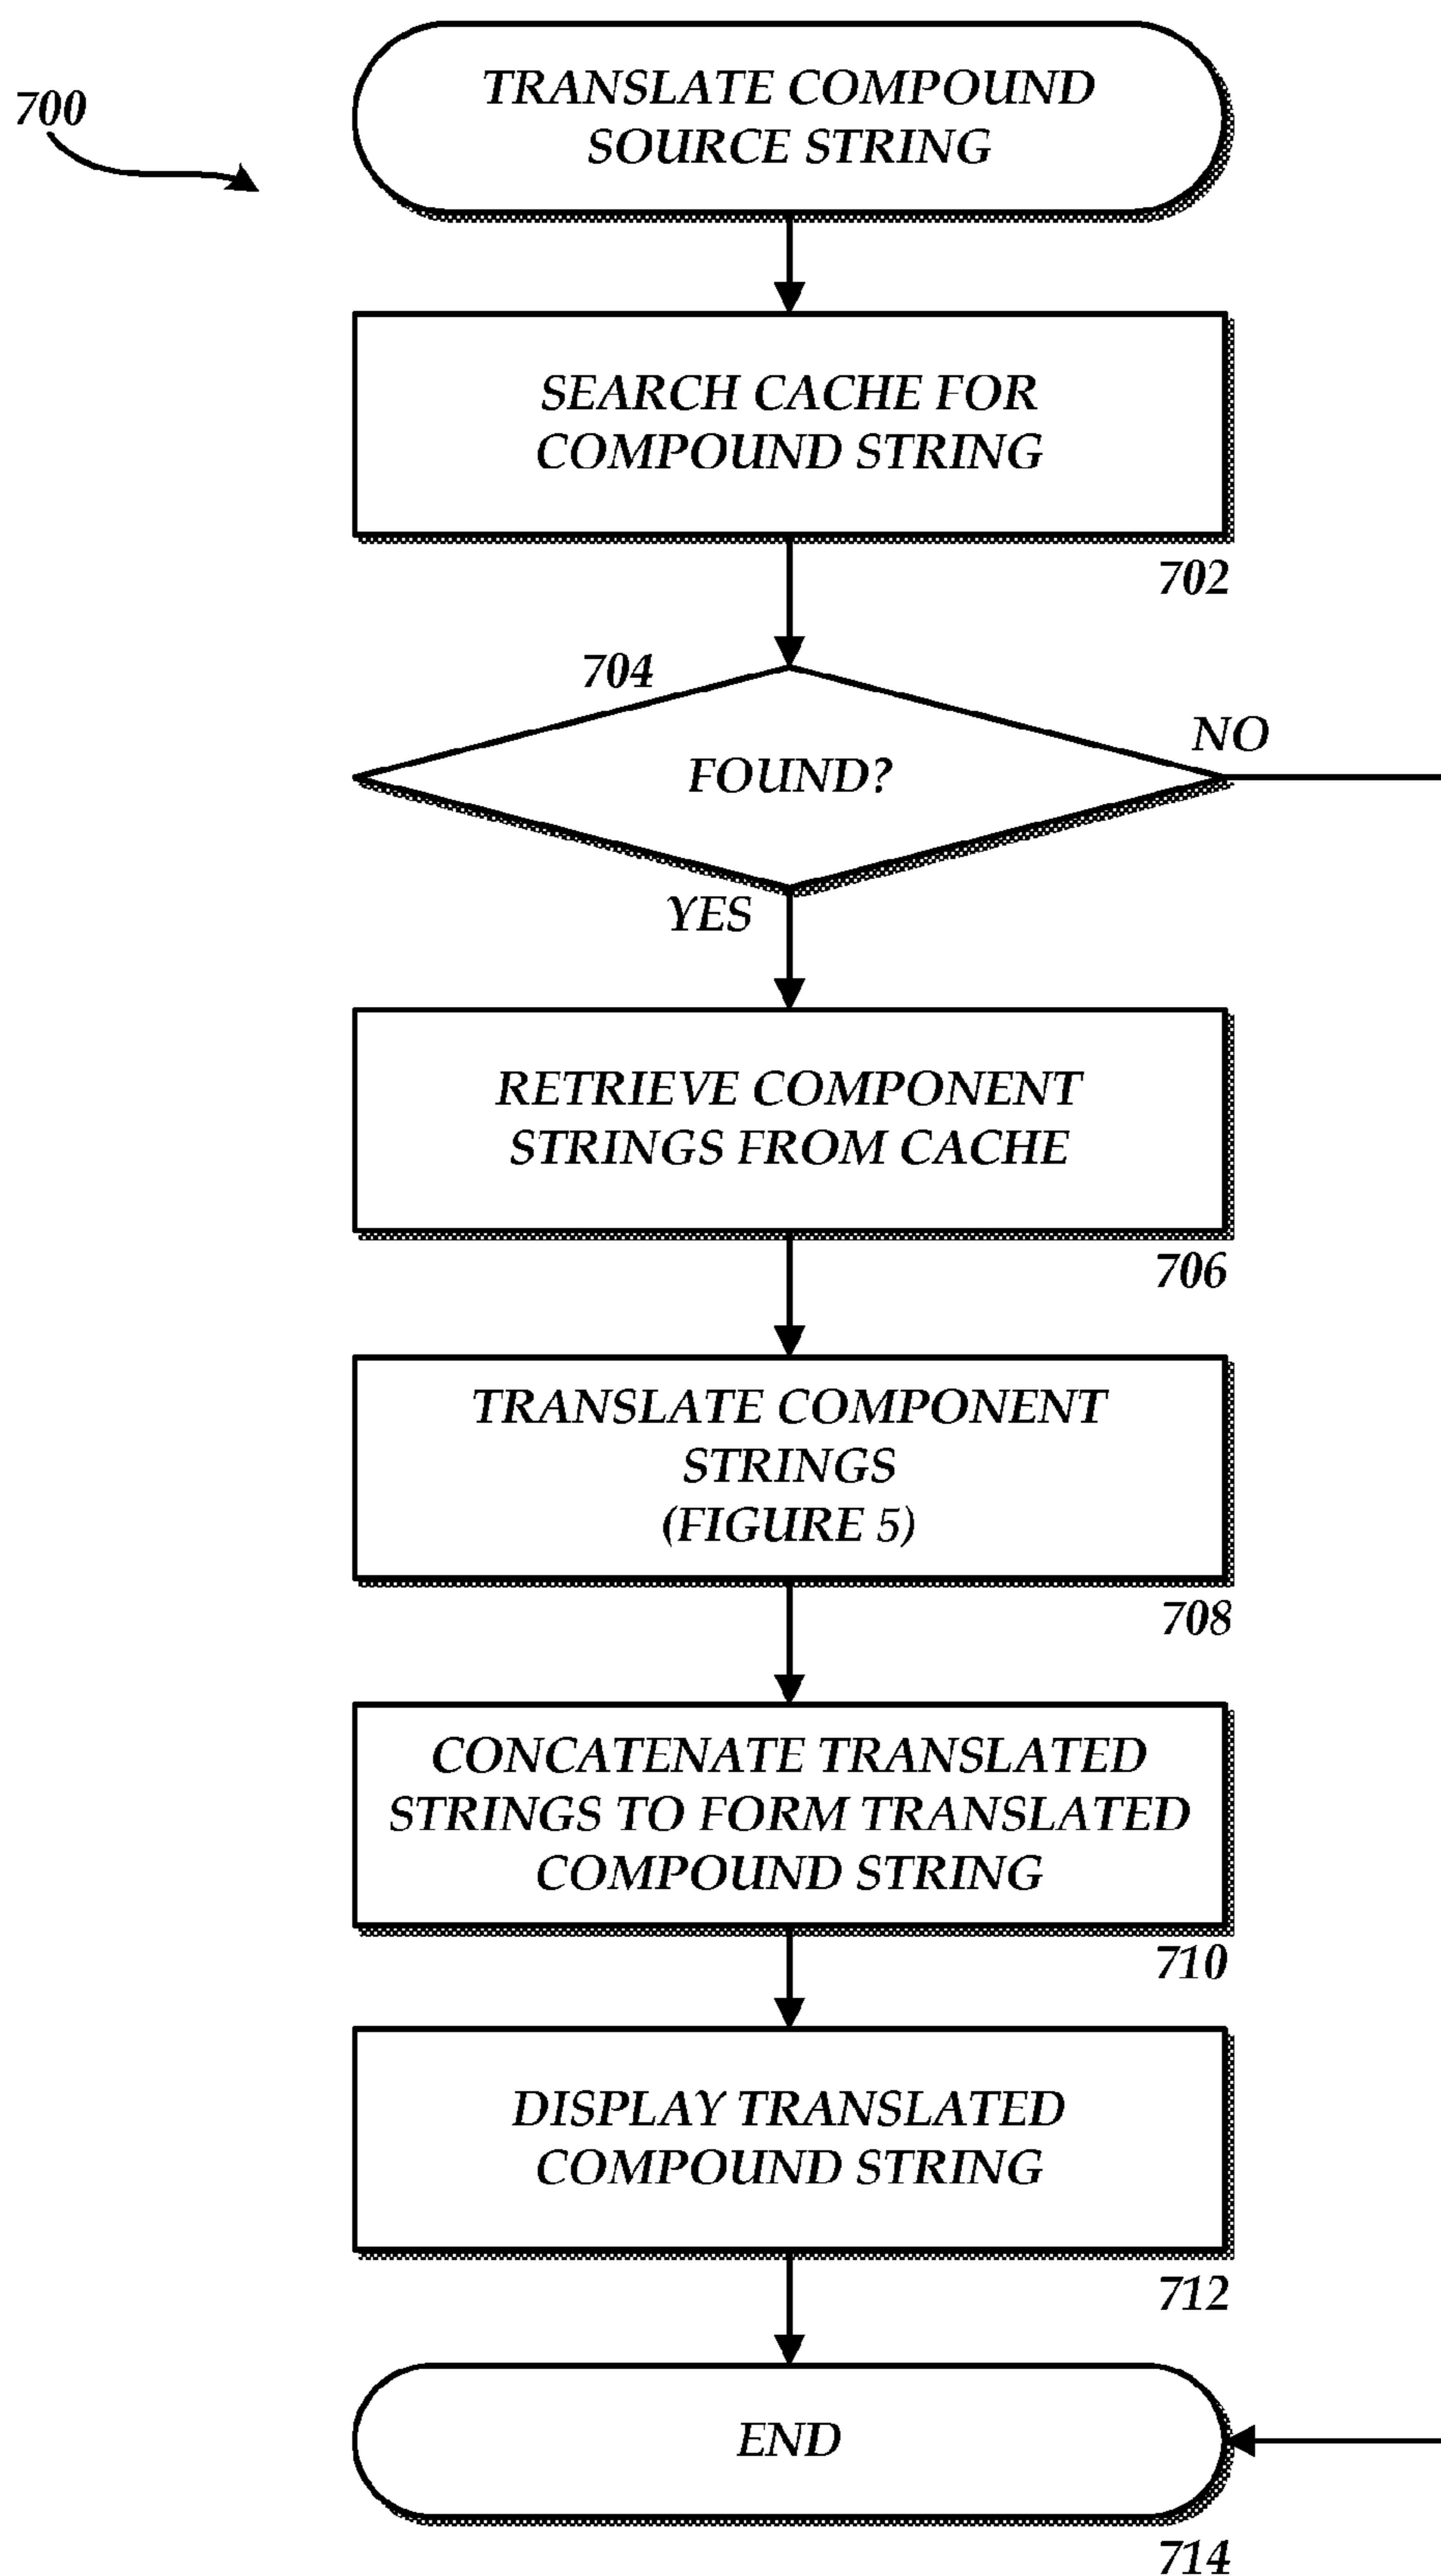 700
TRANSLATE COMPOUND
SOURCE STRING
SEARCH CACHE FOR
COMPOUND STRING
702
704
FOUND?
NO
YES
RETRIEVE COMPONENT
STRINGS FROM CACHE
706
TRANSLATE COMPONENT
STRINGS
(FIGURE 5)
708
CONCATENATE TRANSLATED
STRINGS TO FORM TRANSLATED
COMPOUND STRING
710
DISPLAY TRANSLATED
COMPOUND STRING
712
END
714